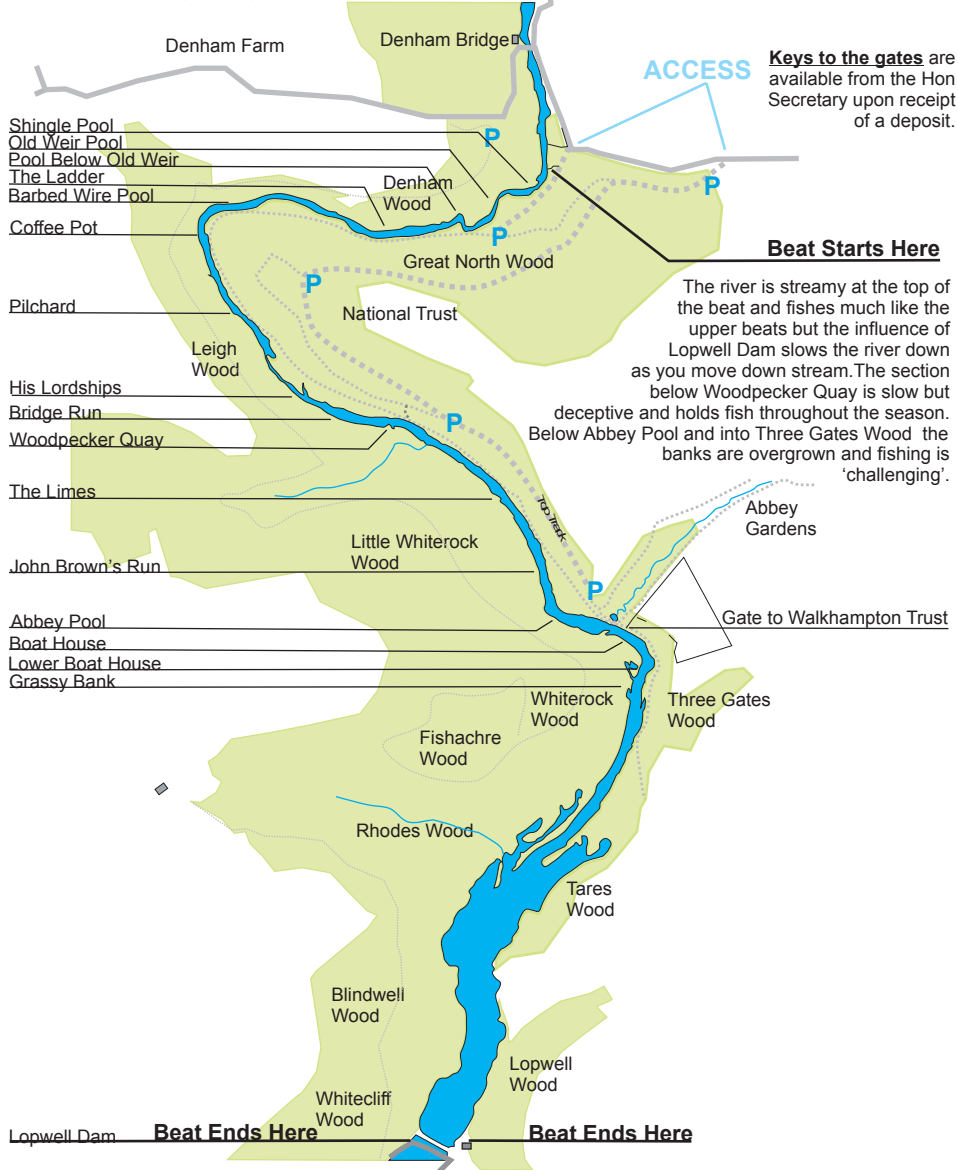 Denham Farm
Denham Bridge
ACCESS
Keys to the gates are
available from the Hon
Secretary upon receipt
of a deposit.
Shingle Pool
Old Weir Pool
Pool Below Old Weir
The Ladder
Barbed Wire Pool
Coffee Pot
P
Denham
Wood
P
P
Great North Wood
Beat Starts Here
P
National Trust
The river is streamy at the top of
the beat and fishes much like the
upper beats but the influence of
Lopwell Dam slows the river down
as you move down stream.The section
below Woodpecker Quay is slow but
deceptive and holds fish throughout the season.
Below Abbey Pool and into Three Gates Wood the
banks are overgrown and fishing is
‘challenging’.
Pilchard
Leigh
Wood
His Lordships
Bridge Run
Woodpecker Quay
P
The Limes
Top Track
Abbey
Gardens
Little Whiterock
Wood
John Brown’s Run
P
Abbey Pool
Gate to Walkhampton Trust
Boat House
Lower Boat House
Grassy Bank
Whiterock
Wood
Three Gates
Wood
Fishachre
Wood
Rhodes Wood
Tares
Wood
Blindwell
Wood
Lopwell
Wood
Whitecliff
Wood
Lopwell Dam
Beat Ends Here
Beat Ends Here